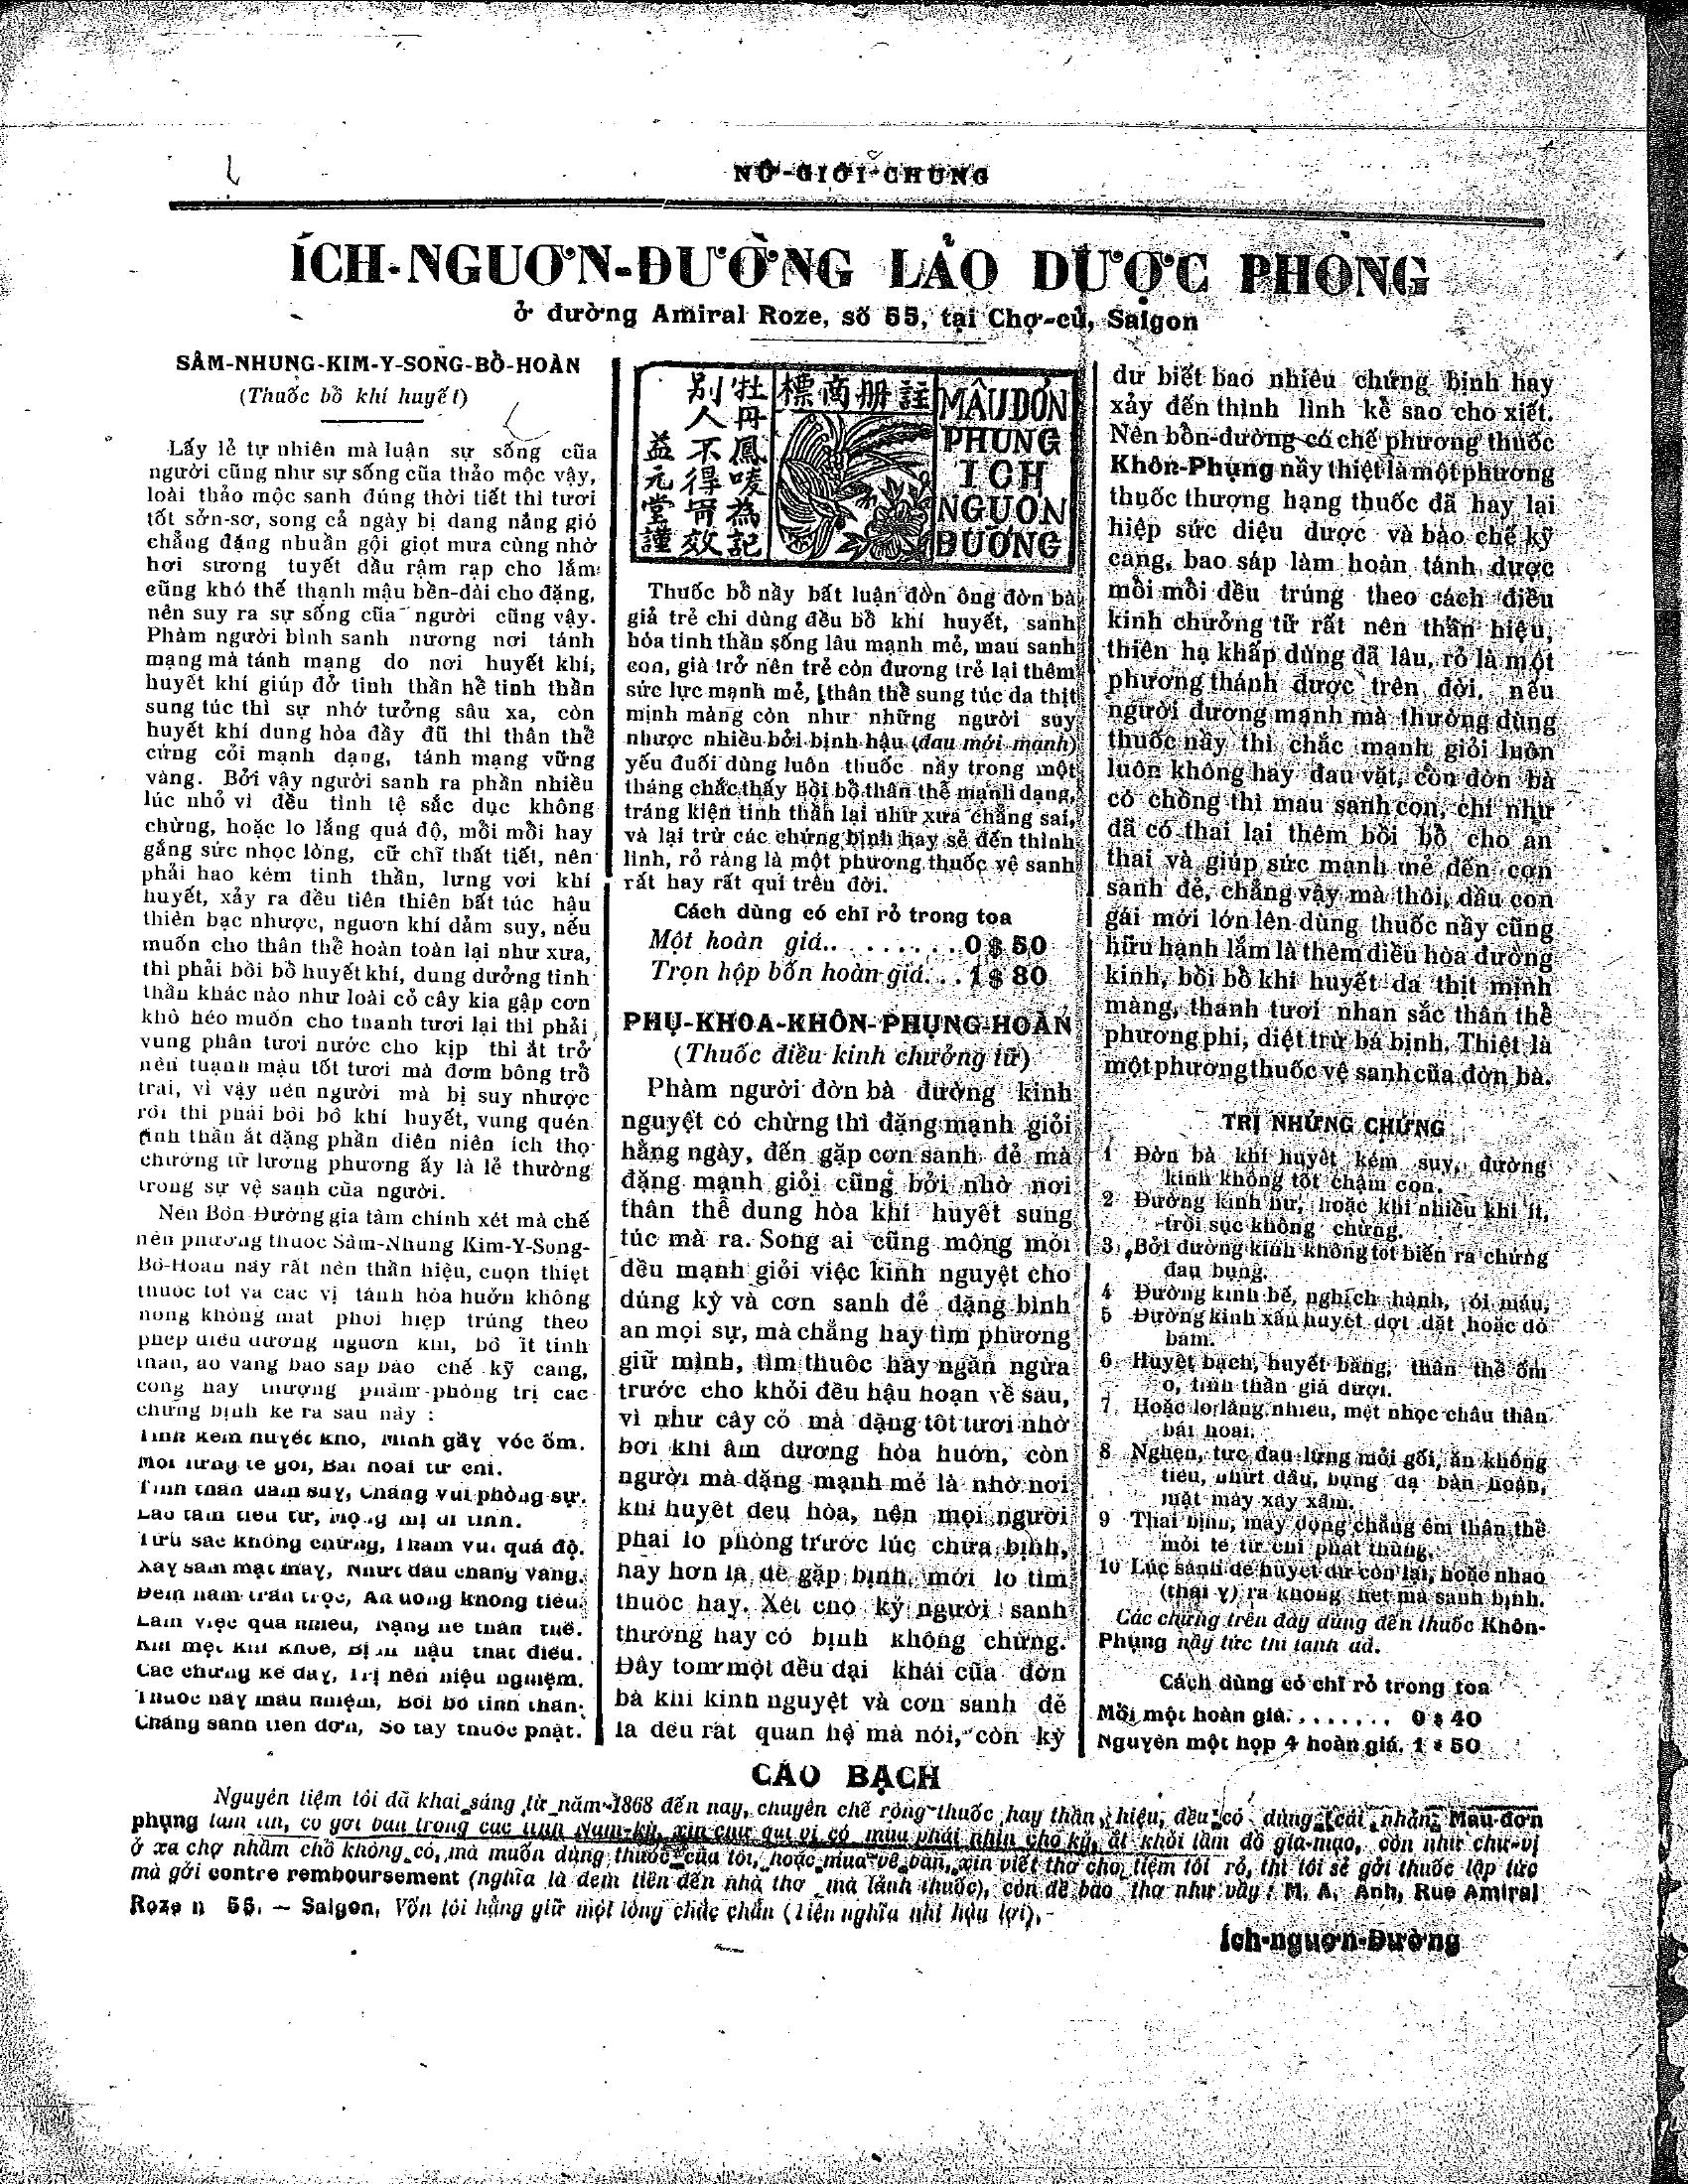 NỮ-GIỚI-CHUNG
ÍCH-NGUƠN-ĐƯỜNG LẢO DƯỢC PHÒNG
ở đường Amiral Roze, số 55, tại Chợ-cũ, Saigon
SÂM-NHUNG-KIM-Y-SONG-BỔ-HOÀN
(Thuốc bổ khí huyết)
Lấy lẻ tự nhiên mà luận sự sống cũa
người cũng như sự sống cũa thảo mộc vậy,
loài thảo mộc sanh đúng thời tiết thì tươi
tốt sởn-sơ, song cả ngày bị dang nắng gió
chẳng đặng nhuần gội giọt mưa cùng nhờ
hơi sương tuyết dầu rậm rạp cho lắm
cũng khó thế thạnh mậu bền-dài cho đặng,
nên suy ra sự sống cũa người cũng vậy.
Phàm người bình sanh nương nơi tánh
mạng mà tánh mạng do nơi huyết khí,
huyết khí giúp đở tinh thần hễ tinh thần
sung túc thì sự nhớ tưởng sâu xa, còn
huyết khí dung hòa đầy đũ thì thân thể
cứng cỏi mạnh dạng, tánh mạng vững
vàng. Bởi vậy người sanh ra phần nhiều
lúc nhỏ vì đều tình tệ sắc dục không
chừng, hoặc lo lắng quá độ, mỗi mỗi hay
gắng sức nhọc lòng, cữ chĩ thất tiết, nên
phải hao kém tinh thần, lưng vơi khí
huyết, xảy ra đều tiên thiên bất túc hậu
thiên bạc nhược, nguơn khí dảm suy, nếu
muốn cho thân thể hoàn toàn lại như xưa,
thì phải bồi bổ huyết khí, dung dưởng tinh
thần khác nào như loài cỏ cây kia gặp cơn
khô héo muốn cho thanh tươi lại thì phải
vung phân tươi nước cho kịp thì ắt trở
nên thạnh mậu tốt tươi mà đơm bông trổ
trai, vì vậy nên người mà bị suy nhược
rồi thì phải bồi bổ khí huyết, vung quén
tinh thần ắt dặng phần diên niên ích thọ
chưởng tử lương phương ấy là lẻ thường
trong sự vệ sanh cũa người.
Nên Bổn Đường gia tâm chính xét mà chế
nên phương thuốc Sâm-Nhung Kim-Y-Song-
Bổ-Hoàn nầy rất nên thần hiệu, cuộn thiệt
thuốc tốt và các vị tánh hòa huởn không
nóng không mát phối hiệp trúng theo
phép điều dương nguơn khí, bổ ít tinh
thần, áo vàng bao sáp bào chế kỹ cang,
công hay thượng phẩm phòng trị các
chứng bịnh kể ra sau nầy :
Tinh kém huyết khô, Mình gầy vóc ốm.
Mỏi lưng tê gối, Bải hoải tứ chi.
Tinh thần dảm suy, Chẳng vui phòng sự.
Lao tâm tiêu tứ, Mộng mị di tinh.
Tửu sắc không chừng, Tham vui quá độ.
Xây sẩm mặt mày, Nhức đầu choáng váng.
Đêm nằm trằn trọc, Ăn uống không tiêu.
Làm việc quá nhiều, Nặng nề thân thể.
Khi mệt khi khỏe, Bịnh hậu thất điều.
Các chứng kể đây, Trị nên hiệu nghiệm.
Thuốc nầy mầu nhiệm, Bồi bổ tinh thần.
Chẳng sánh tiên đơn, So tày thuốc phật.
註册商標
牡丹鳳嘜為記
別人不得冐效
益元堂謹
MẪU ĐƠN
PHỤNG
ÍCH
NGUƠN
ĐƯỜNG
Thuốc bổ nầy bất luận đờn ông đờn bà
giả trẻ chi dùng đều bổ khí huyết, sanh
hóa tinh thần sống lâu mạnh mẻ, mau sanh
con, già trở nên trẻ còn đương trẻ lại thêm
sức lực mạnh mẻ, thân thể sung túc da thịt
mịnh màng còn như những người suy
nhược nhiều bởi bịnh hậu (đau mới mạnh)
yếu đuối dùng luôn thuốc nầy trong một
tháng chắc thấy bồi bổ thân thể mạnh dạng,
tráng kiện tinh thần lại như xưa chẳng sai,
và lại trừ các chứng bịnh hay sẻ đến thình
lình, rỏ ràng là một phương thuốc vệ sanh
rất hay rất quí trên đời.
Cách dùng có chĩ rỏ trong toa
Một hoàn giá.. ........0 $ 50
Trọn hộp bốn hoàn giá... 1 $ 80
PHỤ-KHOA-KHÔN-PHỤNG-HOÀN
(Thuốc điều kinh chưởng tữ)
Phàm người đờn bà đường kinh
nguyệt có chừng thì đặng mạnh giỏi
hằng ngày, đến gặp cơn sanh đẻ mà
đặng mạnh giỏi cũng bởi nhờ nơi
thân thể dung hòa khí huyết sung
túc mà ra. Song ai cũng mông mỏi
đều mạnh giỏi việc kinh nguyệt cho
dúng kỳ và cơn sanh đẻ đặng bình
an mọi sự, mà chẳng hay tìm phương
giữ mình, tìm thuốc hay ngăn ngừa
trước cho khỏi đều hậu hoạn về sau,
vì như cây cỏ mà dặng tốt tươi nhờ
bơi khí âm dương hòa huởn, còn
người mà dặng mạnh mẻ là nhờ nơi
khí huyết đều hòa, nên mọi người
phải lo phòng trước lúc chưa bịnh,
hay hơn là để gặp bịnh mới lo tìm
thuốc hay. Xét cho kỹ người sanh
thường hay có bịnh không chừng.
Đây tom một đều dại khái cũa đờn
bà khi kinh nguyệt và cơn sanh đẻ
là đều rất quan hệ mà nói, còn kỳ
dư biết bao nhiêu chứng bịnh hay
xảy đến thình lình kể sao cho xiết.
Nên bổn-đường có chế phương thuốc
Khôn-Phụng nầy thiệt là một phương
thuốc thượng hạng thuốc đã hay lại
hiệp sức diệu dược và bào chế kỹ
cang, bao sáp làm hoàn tánh dược
mỗi mỗi đều trúng theo cách điều
kinh chưởng tử rất nên thần hiệu,
thiên hạ khắp dùng đã lâu, rỏ là một
phương thánh dược trên đời, nếu
người đương mạnh mà thường dùng
thuốc nầy thì chắc mạnh giỏi luôn
luôn không hay đau vặt, còn đờn bà
có chồng thì mau sanh con, chí như
đã có thai lại thêm bồi bổ cho an
thai và giúp sức mạnh mẻ đến cơn
sanh đẻ, chẳng vậy mà thôi, dầu con
gái mới lớn lên dùng thuốc nầy cũng
hữu hạnh lắm là thêm điều hòa đường
kinh, bồi bổ khí huyết da thịt mịnh
màng, thanh tươi nhan sắc thân thể
phương phi, diệt trừ bá bịnh. Thiệt là
một phương thuốc vệ sanh cũa đờn bà.
TRỊ NHỮNG CHỨNG
1 Đờn bà khí huyết kém suy, đường
kinh không tốt chậm con.
2 Đường kinh hư, hoặc khi nhiều khi ít,
trồi sục không chừng.
3 Bởi đường kinh không tốt biến ra chứng
đau bụng.
4 Đường kinh bế, nghịch hành, ói máu.
5 Đường kinh xấu huyết dợt dặt hoặc đỏ
bầm.
6 Huyết bạch, huyết băng, thân thể ốm
o, tinh thần giả dượi.
7 Hoặc lo lắng nhiều, mệt nhọc châu thân
bải hoải.
8 Nghén, tức đau lưng mỏi gối, ăn không
tiêu, nhứt đầu, bụng dạ bần hoần,
mặt mày xây xẩm.
9 Thai bịnh, máy động chẳng êm thân thể
mỏi tê tứ chi phát thủng.
10 Lúc sanh đẻ huyết dư còn lại, hoặc nhao
(thai y) ra không hết mà sanh bịnh.
Các chứng trên đây dùng đến thuốc Khôn-
Phụng nầy tức thì lành đả.
Cách dùng có chĩ rỏ trong toa
Mỗi một hoàn giá........ 0 $ 40
Nguyên một hộp 4 hoàn giá. 1 $ 50
CÁO BẠCH
Nguyên tiệm tôi đã khai sáng từ năm 1868 đến nay, chuyên chế ròng thuốc hay thần hiệu, đều có dùng cái nhản Mẫu-đơn
phụng làm tin, có gởi bán trong các tỉnh Nam-kỳ, xin chư quí vị có mua phải nhìn cho kỹ, ắt khỏi lầm đồ gia-mạo, còn như chư-vị
ở xa chợ nhằm chổ không có, mà muốn dùng thuốc cũa tôi, hoặc mua về bán, xin viết thơ cho tiệm tôi rỏ, thì tôi sẻ gởi thuốc lập tức
mà gởi contre remboursement (nghĩa là đem tiền đến nhà thơ mà lảnh thuốc), còn đề bao thơ như vầy : M. A. Anh, Rue Amiral
Roze n 55. — Saigon, Vốn tôi hằng giữ một lòng chắc chắn (Tiên nghĩa nhi hậu lợi).
Ích-nguơn-Đường